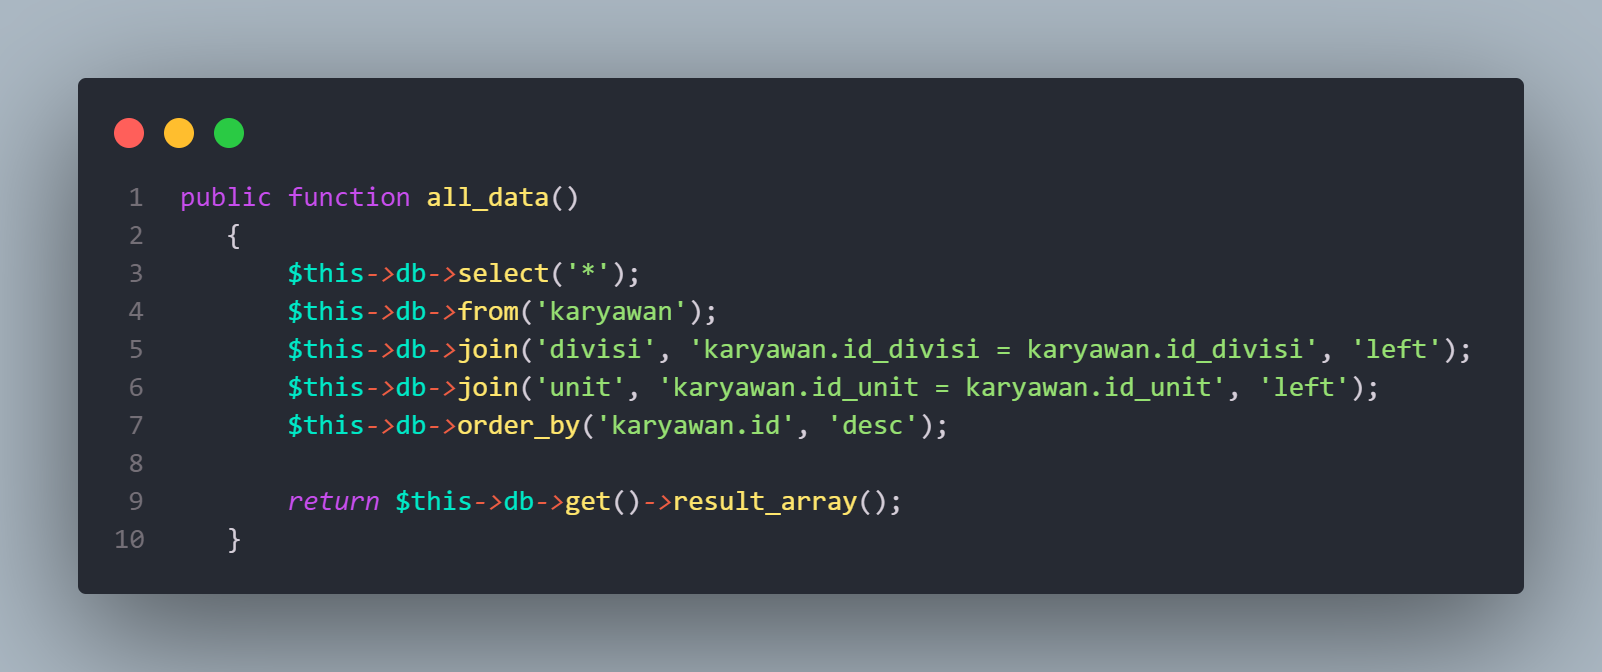 1 public function all_data()
2 {
3 $this->db->select('*');
4 $this->db->from('karyawan');
5 $this->db->join('divisi', 'karyawan.id_divisi = karyawan.id_divisi', 'left');
6 $this->db->join('unit', 'karyawan.id_unit = karyawan.id_unit', 'left');
7 $this->db->order_by('karyawan.id', 'desc');
8
9 return $this->db->get()->result_array();
10 }